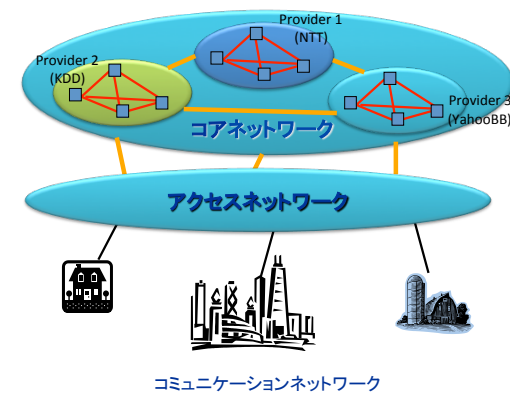 Provider 1
(NTT)
Provider 2
(KDD)
Provider 3
(YahooBB)
コアネットワーク
アクセスネットワーク
コミュニケーションネットワーク